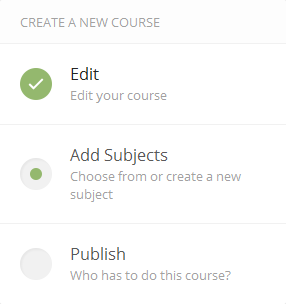 CREATE A NEW COURSE
Edit
Edit your course
Add Subjects
Choose from or create a new
subject
Publish
Who has to do this course?